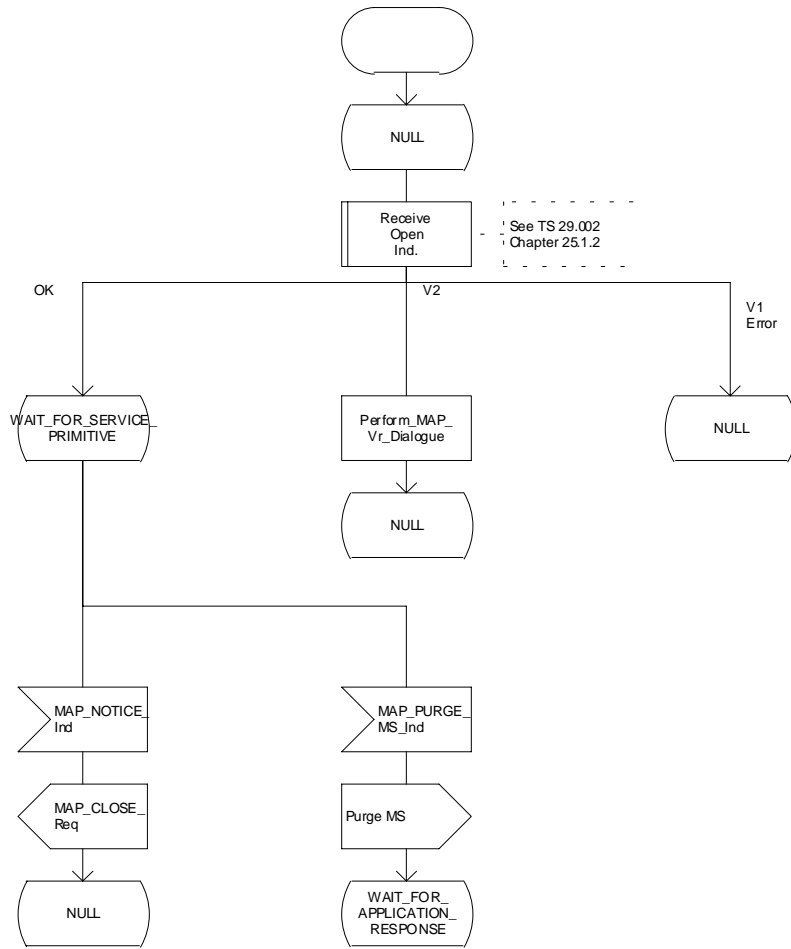 NULL
Receive
Open
Ind.
See TS 29.002
Chapter 25.1.2
OK
V2
V1
Error
WAIT_FOR_SERVICE_
PRIMITIVE
Perform_MAP_
Vr_Dialogue
NULL
NULL
MAP_NOTICE_
Ind
MAP_PURGE_
MS_Ind
MAP_CLOSE_
Req
Purge MS
NULL
WAIT_FOR_
APPLICATION_
RESPONSE